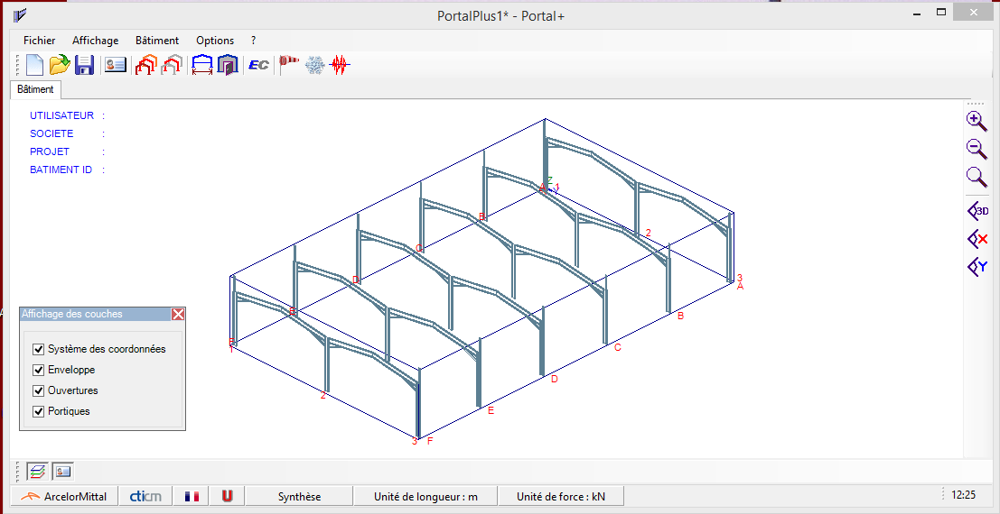 PortalPlus1* - Portal+
Fichier Affichage Bâtiment Options ?
EC
Bâtiment
UTILISATEUR :
SOCIETE :
PROJET :
BATIMENT ID :
Z
Y
1
A
2
3
A
B
B
C
C
D
D
E
E
F
1
2
3 F
3D
X
Y
Affichage des couches
Système des coordonnées
Enveloppe
Ouvertures
Portiques
ArcelorMittal cticm U Synthèse Unité de longueur : m Unité de force : kN 12:25